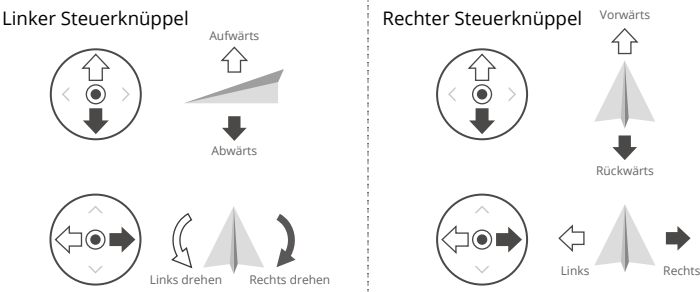 Linker Steuerknüppel
Aufwärts
Abwärts
Links drehen
Rechts drehen
Rechter Steuerknüppel
Vorwärts
Rückwärts
Links
Rechts